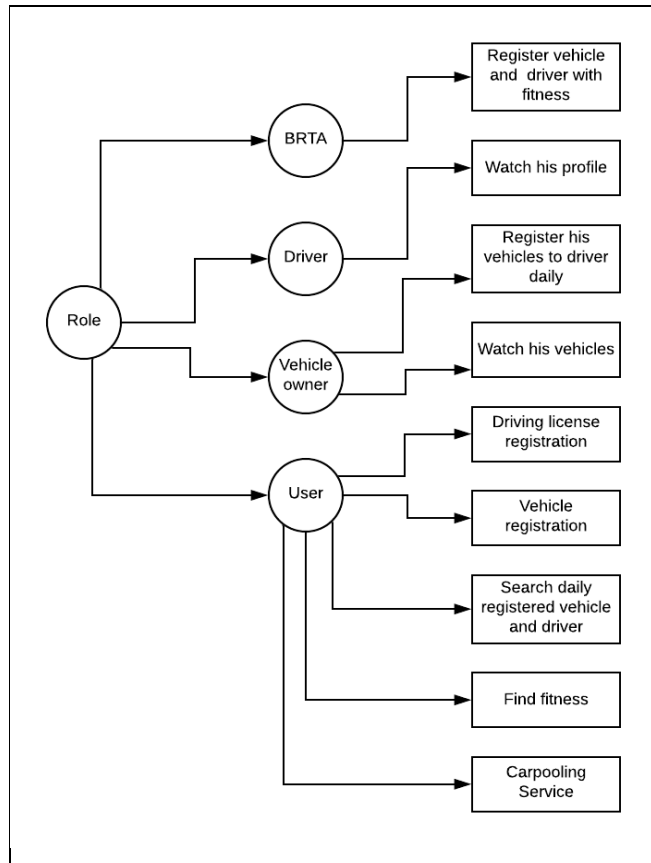 Register vehicle
and driver with
fitness
BRTA
Watch his profile
Driver
Register his
vehicles to driver
daily
Role
Vehicle
owner
Watch his vehicles
Driving license
registration
User
Vehicle
registration
Search daily
registered vehicle
and driver
Find fitness
Carpooling
Service